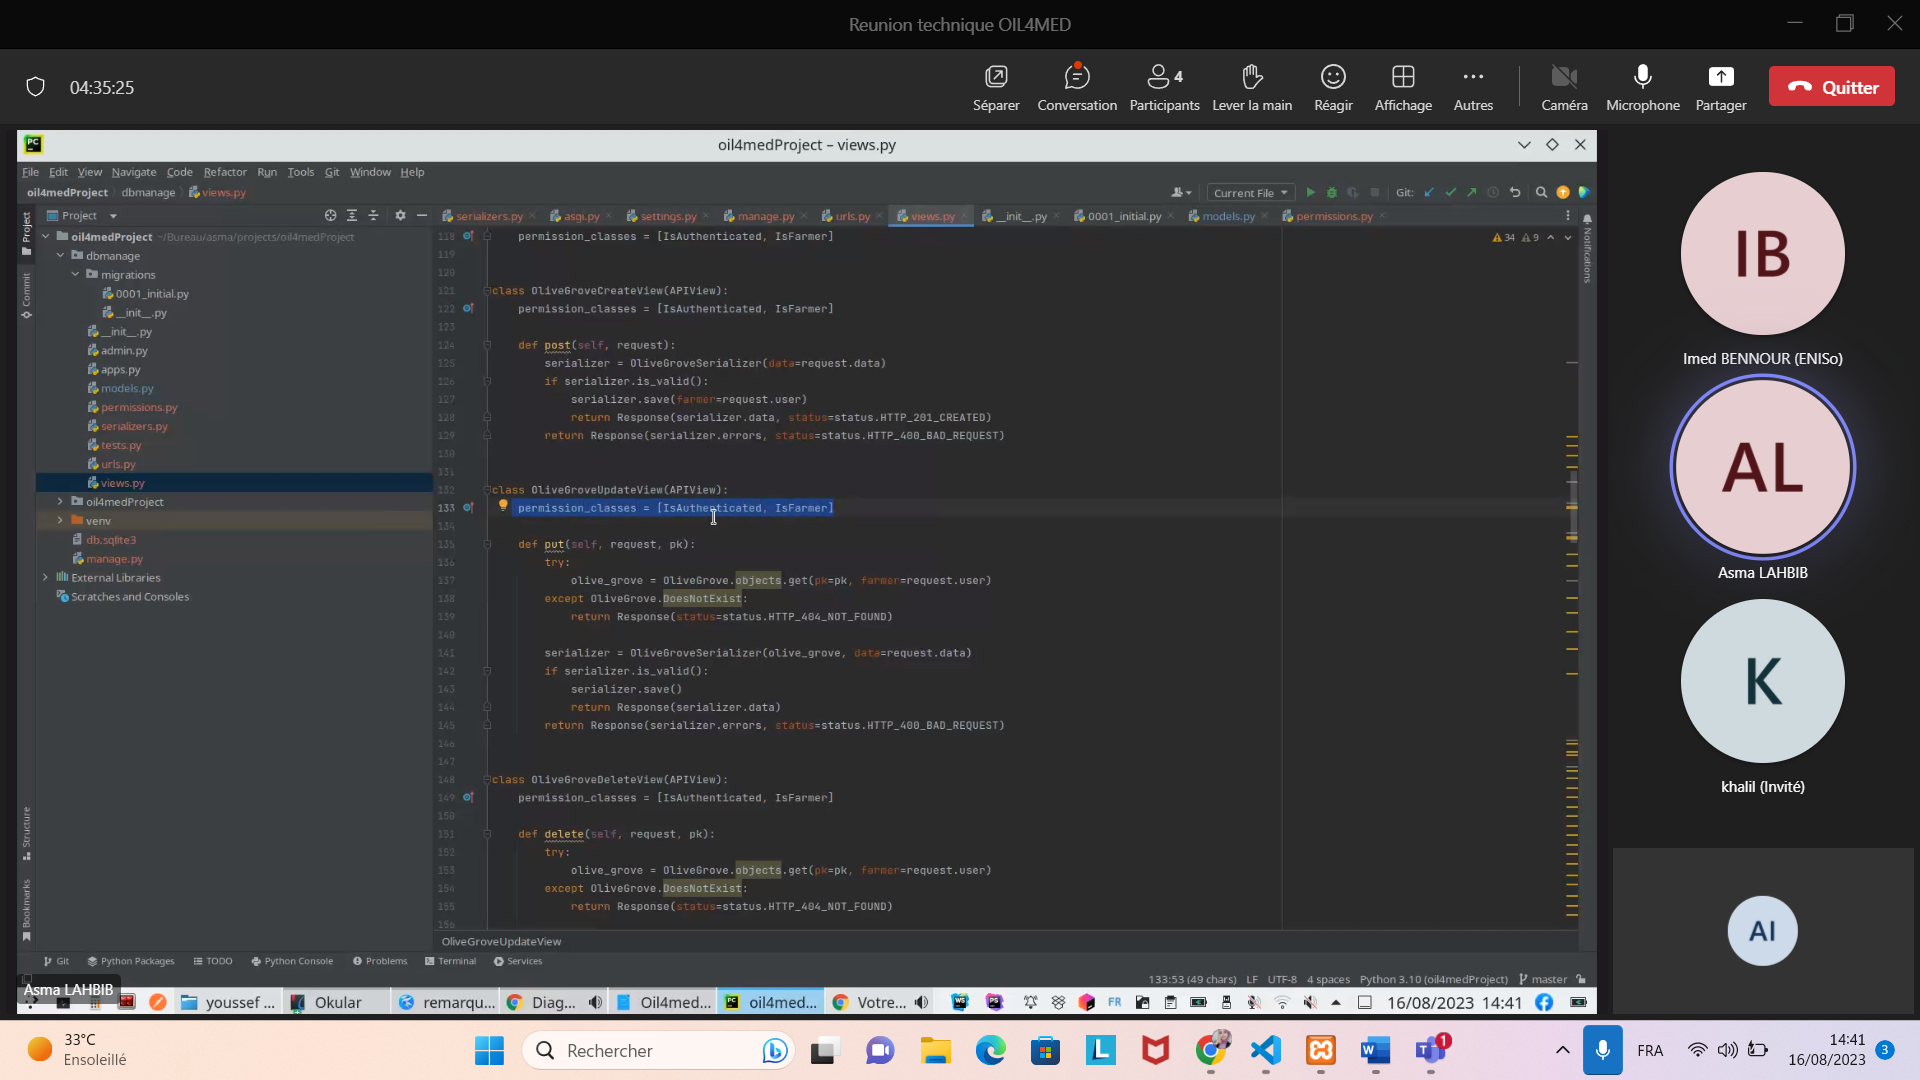 Reunion technique OIL4MED
04:35:25
Séparer
Conversation
4
Participants
Lever la main
Réagir
Affichage
Autres
Caméra
Microphone
Partager
Quitter
PC
oil4medProject – views.py
File Edit View Navigate Code Refactor Run Tools Git Window Help
oil4medProject dbmanage views.py
Current File
Git:
Project
serializers.py
asgi.py
settings.py
manage.py
urls.py
views.py
__init__.py
0001_initial.py
models.py
permissions.py
Project
Commit
Structure
Bookmarks
Notifications
oil4medProject ~/Bureau/asma/projects/oil4medProject
dbmanage
migrations
0001_initial.py
__init__.py
__init__.py
admin.py
apps.py
models.py
permissions.py
serializers.py
tests.py
urls.py
views.py
oil4medProject
venv
db.sqlite3
manage.py
External Libraries
Scratches and Consoles
34 9
118 permission_classes = [IsAuthenticated, IsFarmer]
119
120
121 class OliveGroveCreateView(APIView):
122 permission_classes = [IsAuthenticated, IsFarmer]
123
124 def post(self, request):
125 serializer = OliveGroveSerializer(data=request.data)
126 if serializer.is_valid():
127 serializer.save(farmer=request.user)
128 return Response(serializer.data, status=status.HTTP_201_CREATED)
129 return Response(serializer.errors, status=status.HTTP_400_BAD_REQUEST)
130
131
132 class OliveGroveUpdateView(APIView):
133 permission_classes = [IsAuthenticated, IsFarmer]
134
135 def put(self, request, pk):
136 try:
137 olive_grove = OliveGrove.objects.get(pk=pk, farmer=request.user)
138 except OliveGrove.DoesNotExist:
139 return Response(status=status.HTTP_404_NOT_FOUND)
140
141 serializer = OliveGroveSerializer(olive_grove, data=request.data)
142 if serializer.is_valid():
143 serializer.save()
144 return Response(serializer.data)
145 return Response(serializer.errors, status=status.HTTP_400_BAD_REQUEST)
146
147
148 class OliveGroveDeleteView(APIView):
149 permission_classes = [IsAuthenticated, IsFarmer]
150
151 def delete(self, request, pk):
152 try:
153 olive_grove = OliveGrove.objects.get(pk=pk, farmer=request.user)
154 except OliveGrove.DoesNotExist:
155 return Response(status=status.HTTP_404_NOT_FOUND)
156
OliveGroveUpdateView
Git Python Packages TODO Python Console Problems Terminal Services
133:53 (49 chars) LF UTF-8 4 spaces Python 3.10 (oil4medProject) master
Asma LAHBIB
youssef ...
Okular
remarqu...
Diag...
Oil4med...
PC
oil4med...
Votre...
WS
PS
FR
16/08/2023 14:41
IB
Imed BENNOUR (ENISo)
AL
Asma LAHBIB
K
khalil (Invité)
AI
33°C
Ensoleillé
Rechercher
L
W
1
FRA
14:41
16/08/2023
3